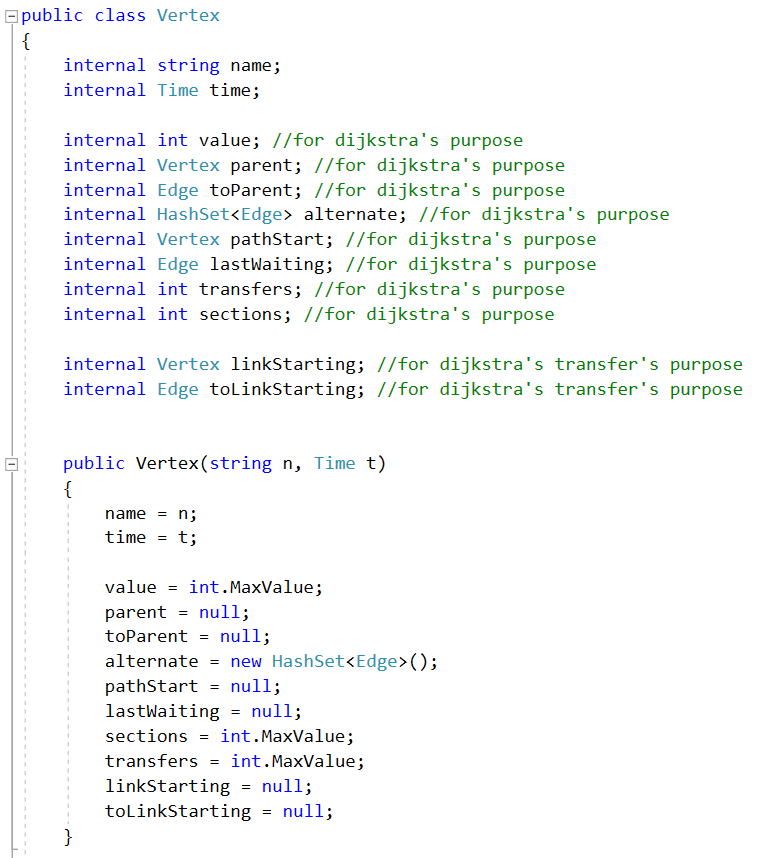 public class Vertex
{
internal string name;
internal Time time;
internal int value; //for dijkstra's purpose
internal Vertex parent; //for dijkstra's purpose
internal Edge toParent; //for dijkstra's purpose
internal HashSet<Edge> alternate; //for dijkstra's purpose
internal Vertex pathStart; //for dijkstra's purpose
internal Edge lastWaiting; //for dijkstra's purpose
internal int transfers; //for dijkstra's purpose
internal int sections; //for dijkstra's purpose
internal Vertex linkStarting; //for dijkstra's transfer's purpose
internal Edge toLinkStarting; //for dijkstra's transfer's purpose
public Vertex(string n, Time t)
{
name = n;
time = t;
value = int.MaxValue;
parent = null;
toParent = null;
alternate = new HashSet<Edge>();
pathStart = null;
lastWaiting = null;
sections = int.MaxValue;
transfers = int.MaxValue;
linkStarting = null;
toLinkStarting = null;
}